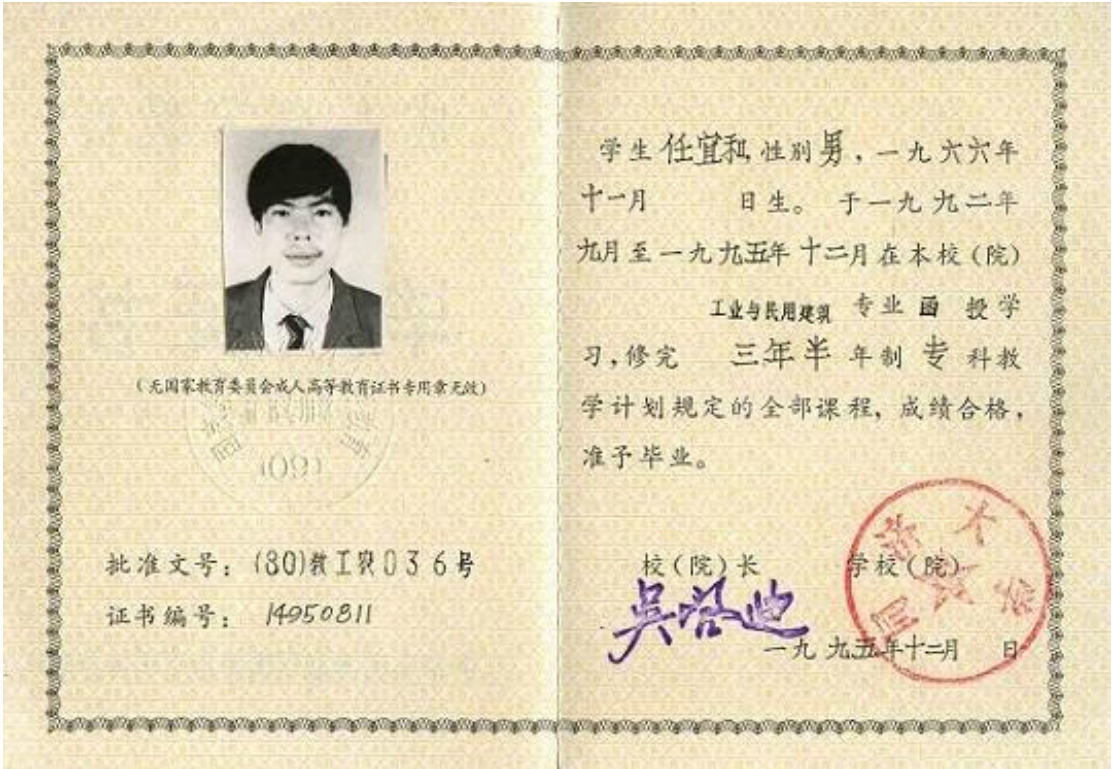 (无国家教育委员会成人高等教育证书专用章无效)
批准文号：(80)教工农036号
证书编号：14950811
学生任宜和,性别男,一九六六年
十一月 日生。于一九九二年
九月至一九九五年十二月在本校(院)
工业与民用建筑 专业函授学
习,修完 三年半年制专科教
学计划规定的全部课程,成绩合格,
准予毕业。
校(院)长 学校(院)
吴启迪
一九九五年十二月 日
同济大学